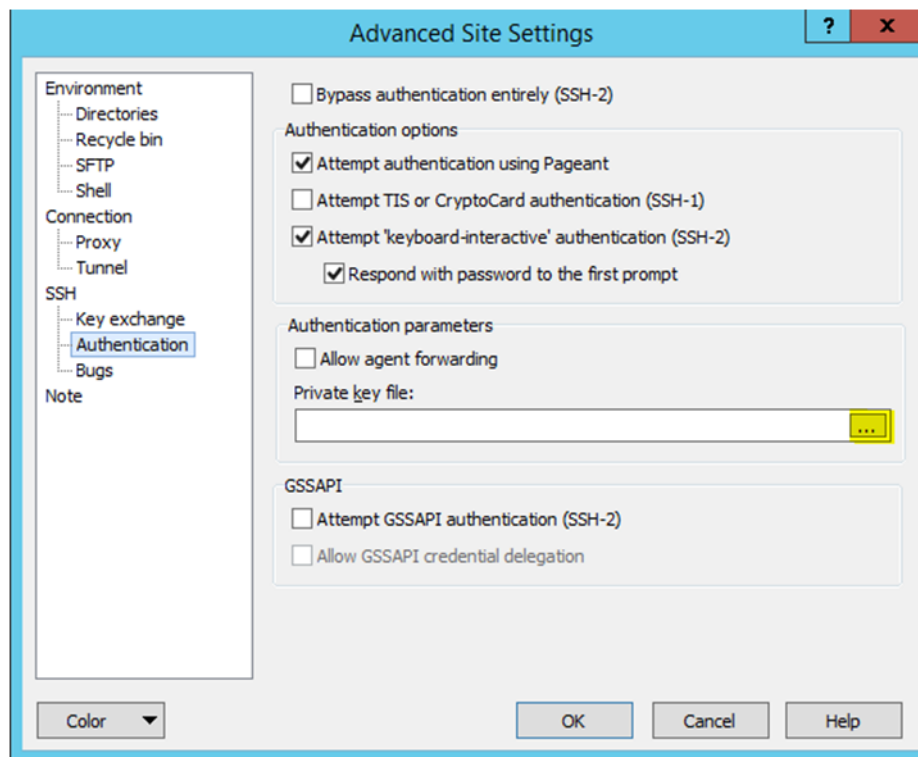 Advanced Site Settings
?
x
Environment
Directories
Recycle bin
SFTP
Shell
Connection
Proxy
Tunnel
SSH
Key exchange
Authentication
Bugs
Note
Bypass authentication entirely (SSH-2)
Authentication options
Attempt authentication using Pageant
Attempt TIS or CryptoCard authentication (SSH-1)
Attempt 'keyboard-interactive' authentication (SSH-2)
Respond with password to the first prompt
Authentication parameters
Allow agent forwarding
Private key file:
...
GSSAPI
Attempt GSSAPI authentication (SSH-2)
Allow GSSAPI credential delegation
Color
OK
Cancel
Help